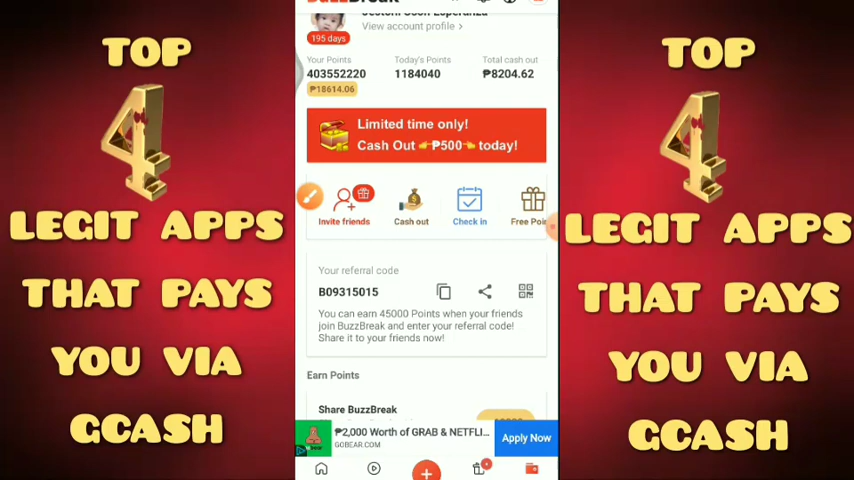 TOP
4
LEGIT APPS
THAT PAYS
YOU VIA
GCASH
BuzzBreak
195 days
View account profile >
Your Points
403552220
₱18614.06
Today's Points
1184040
Total cash out
₱8204.62
Limited time only!
Cash Out 👉₱500👈 today!
Invite friends
Cash out
Check in
Free Poin
Your referral code
B09315015
You can earn 45000 Points when your friends
join BuzzBreak and enter your referral code!
Share it to your friends now!
Earn Points
Share BuzzBreak
₱2,000 Worth of GRAB & NETFLI...
GOBEAR.COM
Apply Now
TOP
4
LEGIT APPS
THAT PAYS
YOU VIA
GCASH